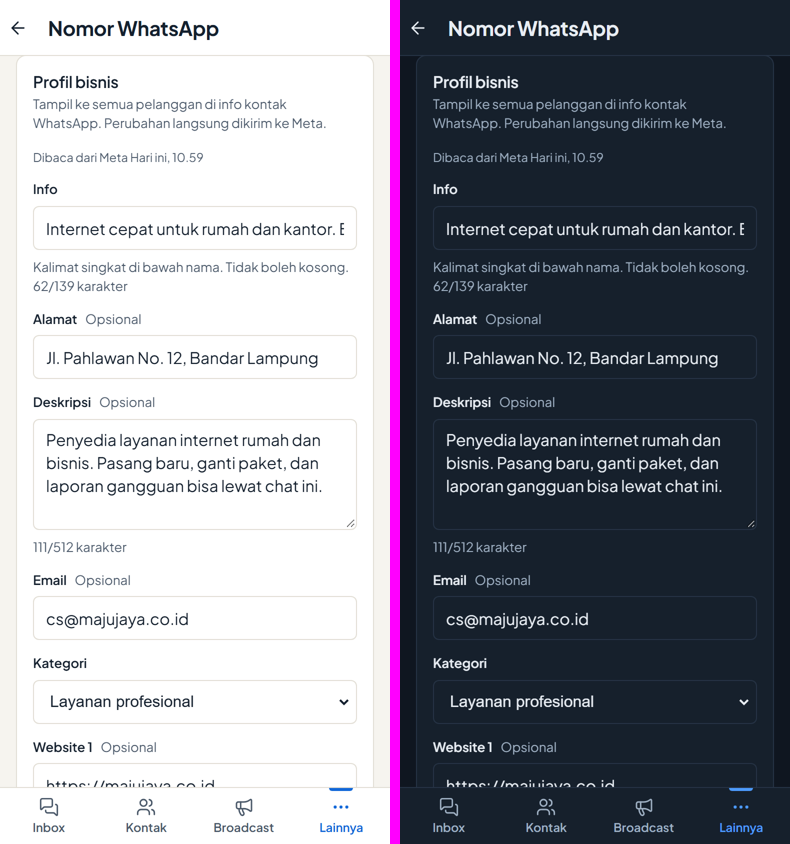 Nomor WhatsApp
Profil bisnis
Tampil ke semua pelanggan di info kontak
WhatsApp. Perubahan langsung dikirim ke Meta.
Dibaca dari Meta Hari ini, 10.59
Info
Internet cepat untuk rumah dan kantor.
Kalimat singkat di bawah nama. Tidak boleh kosong.
62/139 karakter
Alamat Opsional
Jl. Pahlawan No. 12, Bandar Lampung
Deskripsi Opsional
Penyedia layanan internet rumah dan
bisnis. Pasang baru, ganti paket, dan
laporan gangguan bisa lewat chat ini.
111/512 karakter
Email Opsional
cs@majujaya.co.id
Kategori
Layanan profesional
Website 1 Opsional
https://majujaya.co.id
Inbox Kontak Broadcast Lainnya
Nomor WhatsApp
Profil bisnis
Tampil ke semua pelanggan di info kontak
WhatsApp. Perubahan langsung dikirim ke Meta.
Dibaca dari Meta Hari ini, 10.59
Info
Internet cepat untuk rumah dan kantor.
Kalimat singkat di bawah nama. Tidak boleh kosong.
62/139 karakter
Alamat Opsional
Jl. Pahlawan No. 12, Bandar Lampung
Deskripsi Opsional
Penyedia layanan internet rumah dan
bisnis. Pasang baru, ganti paket, dan
laporan gangguan bisa lewat chat ini.
111/512 karakter
Email Opsional
cs@majujaya.co.id
Kategori
Layanan profesional
Website 1 Opsional
https://majujaya.co.id
Inbox Kontak Broadcast Lainnya